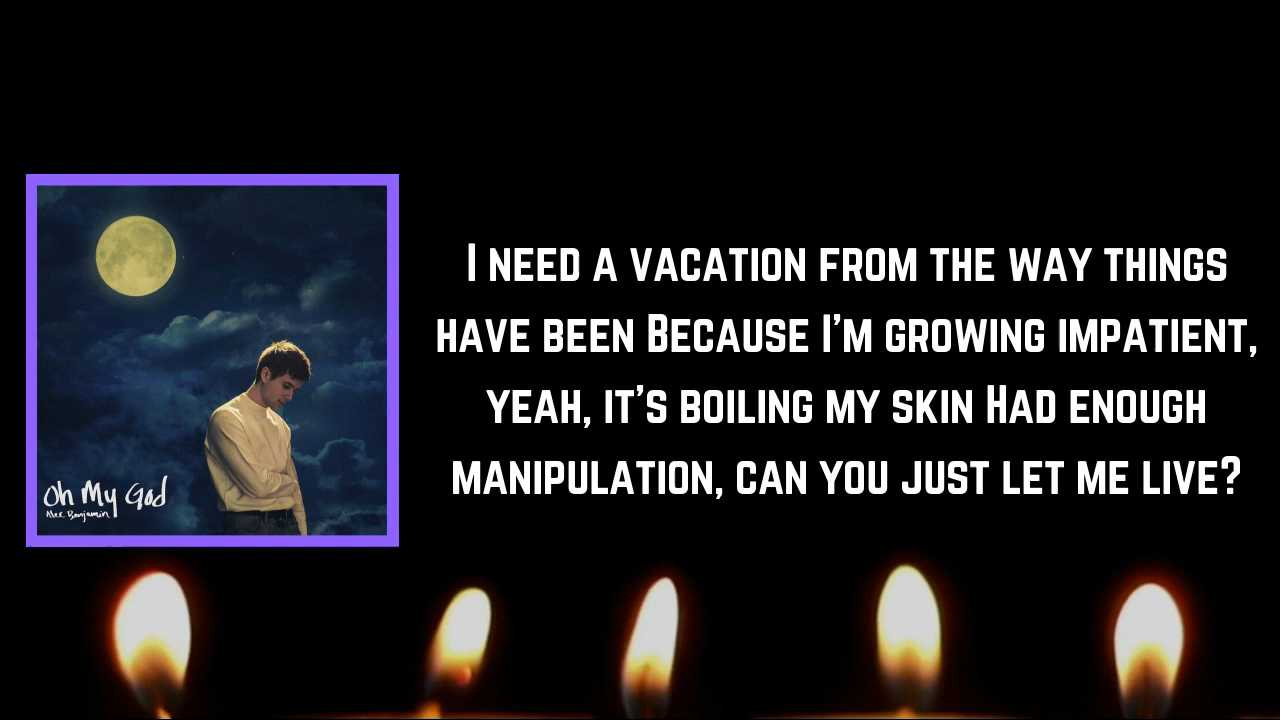 I need a vacation from the way things
have been Because I'm growing impatient,
yeah, it's boiling my skin Had enough
manipulation, can you just let me live?
Oh My God
Alec Benjamin